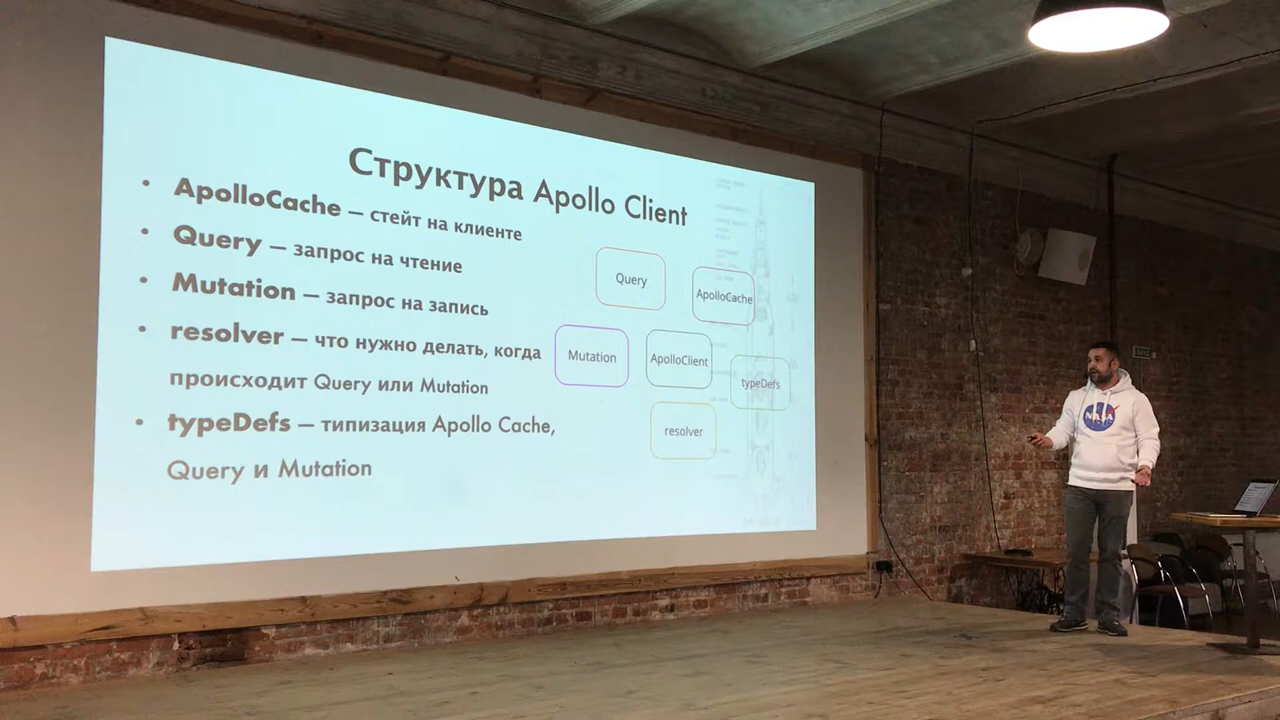 Структура Apollo Client
• ApolloCache – стейт на клиенте
• Query – запрос на чтение
• Mutation – запрос на запись
• resolver – что нужно делать, когда
происходит Query или Mutation
• typeDefs – типизация Apollo Cache,
Query и Mutation
Query
ApolloCache
Mutation
ApolloClient
typeDefs
resolver
NASA